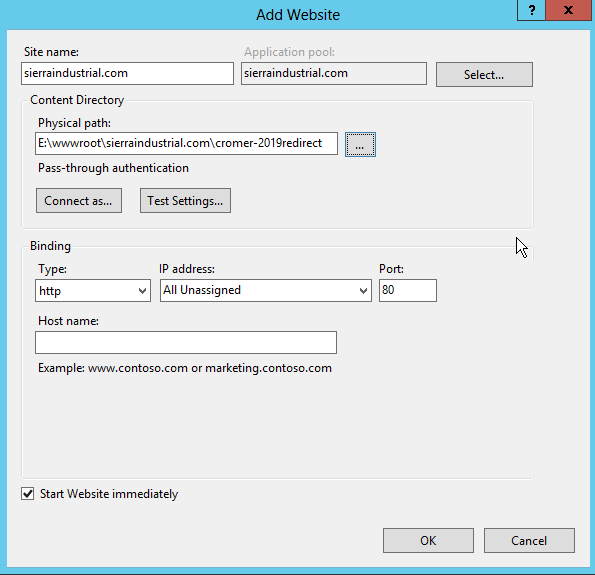 Add Website
?
x
Site name:
Application pool:
sierraindustrial.com
sierraindustrial.com
Select...
Content Directory
Physical path:
E:\wwwroot\sierraindustrial.com\cromer-2019redirect
...
Pass-through authentication
Connect as...
Test Settings...
Binding
Type:
IP address:
Port:
http
All Unassigned
80
Host name:
Example: www.contoso.com or marketing.contoso.com
Start Website immediately
OK
Cancel